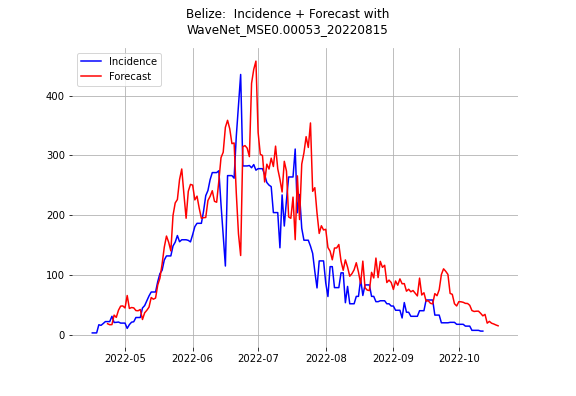 Belize:  Incidence + Forecast with
WaveNet_MSE0.00053_20220815
Incidence
Forecast
400
300
200
100
0
2022-05 2022-06 2022-07 2022-08 2022-09 2022-10